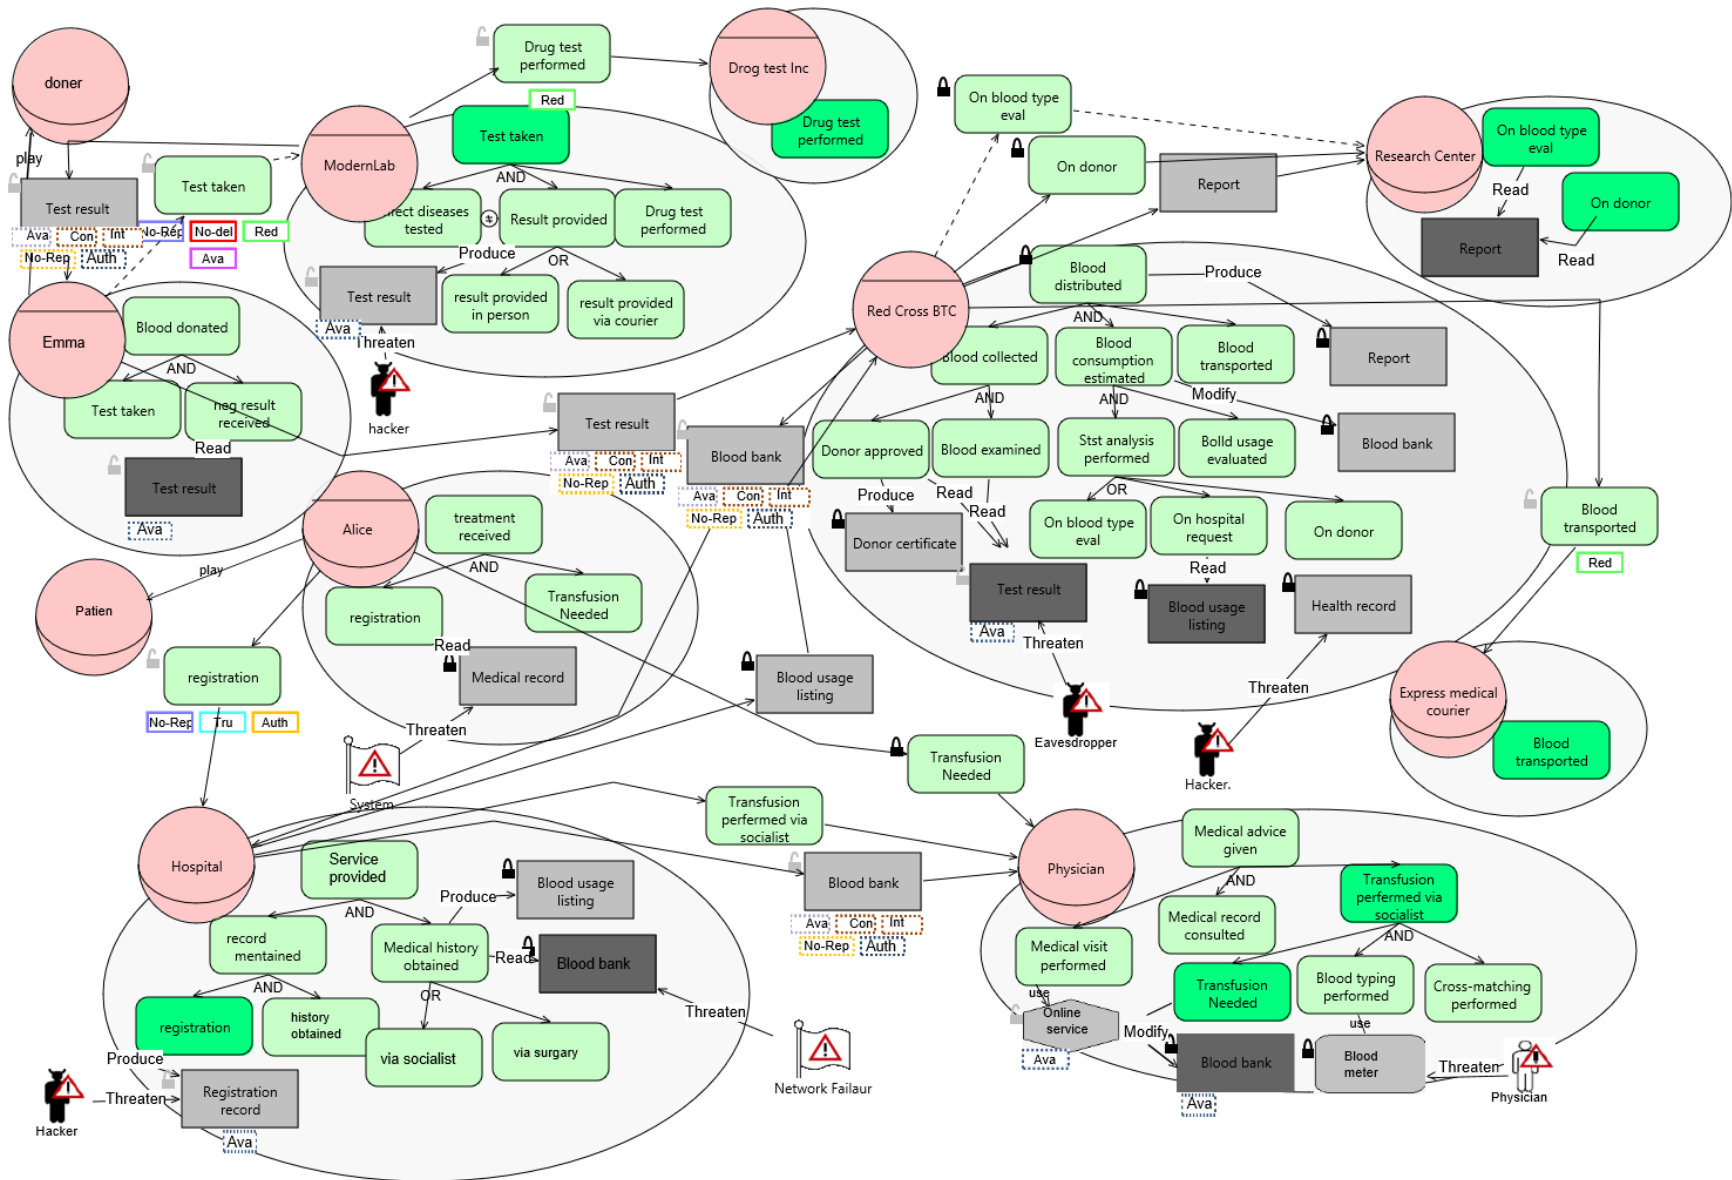 doner
play
Test result
Ava
Con
Int
No-Rep
Auth
Test taken
No-Rep
No-del
Red
Ava
Emma
Blood donated
AND
Test taken
neg result
received
Read
Test result
Ava
ModernLab
Drug test
performed
Red
Test taken
AND
Result provided
Drug test
performed
tested
Produce
OR
Test result
Ava
result provided
in person
result provided
via courier
Threaten
hacker
Drog test Inc
Drug test
performed
On blood type
eval
On donor
Report
Research Center
On blood type
eval
Read
On donor
Report
Read
Red Cross BTC
Blood
distributed
Produce
AND
Report
Blood collected
Blood
consumption
estimated
Blood
transported
Modify
Blood bank
AND
AND
Donor approved
Blood examined
Stst analysis
performed
Bolld usage
evaluated
Produce
Read
Read
OR
Donor certificate
On blood type
eval
On hospital
request
On donor
Read
Test result
Ava
Blood usage
listing
Health record
Threaten
Eavesdropper
Threaten
Hacker.
Blood
transported
Red
Express medical
courier
Blood
transported
Test result
Ava
Con
Int
No-Rep
Auth
Blood bank
Ava
Con
Int
No-Rep
Auth
Alice
treatment
received
AND
registration
Transfusion
Needed
Read
Medical record
Threaten
System
play
Patien
registration
No-Rep
Tru
Auth
Blood usage
listing
Transfusion
Needed
Transfusion
perfermed via
socialist
Blood bank
Ava
Con
Int
No-Rep
Auth
Hospital
Service
provided
AND
Produce
Blood usage
listing
record
mentained
Medical history
obtained
Read
Blood bank
AND
OR
registration
history
obtained
via socialist
via surgary
Produce
Registration
record
Ava
Threaten
Hacker
Threaten
Network Failaur
Physician
Medical advice
given
AND
Transfusion
perfermed via
socialist
Medical record
consulted
Medical visit
performed
AND
Transfusion
Needed
Blood typing
performed
Cross-matching
performed
use
Online
service
Ava
Modify
use
Blood bank
Ava
Blood
meter
Threaten
Physician